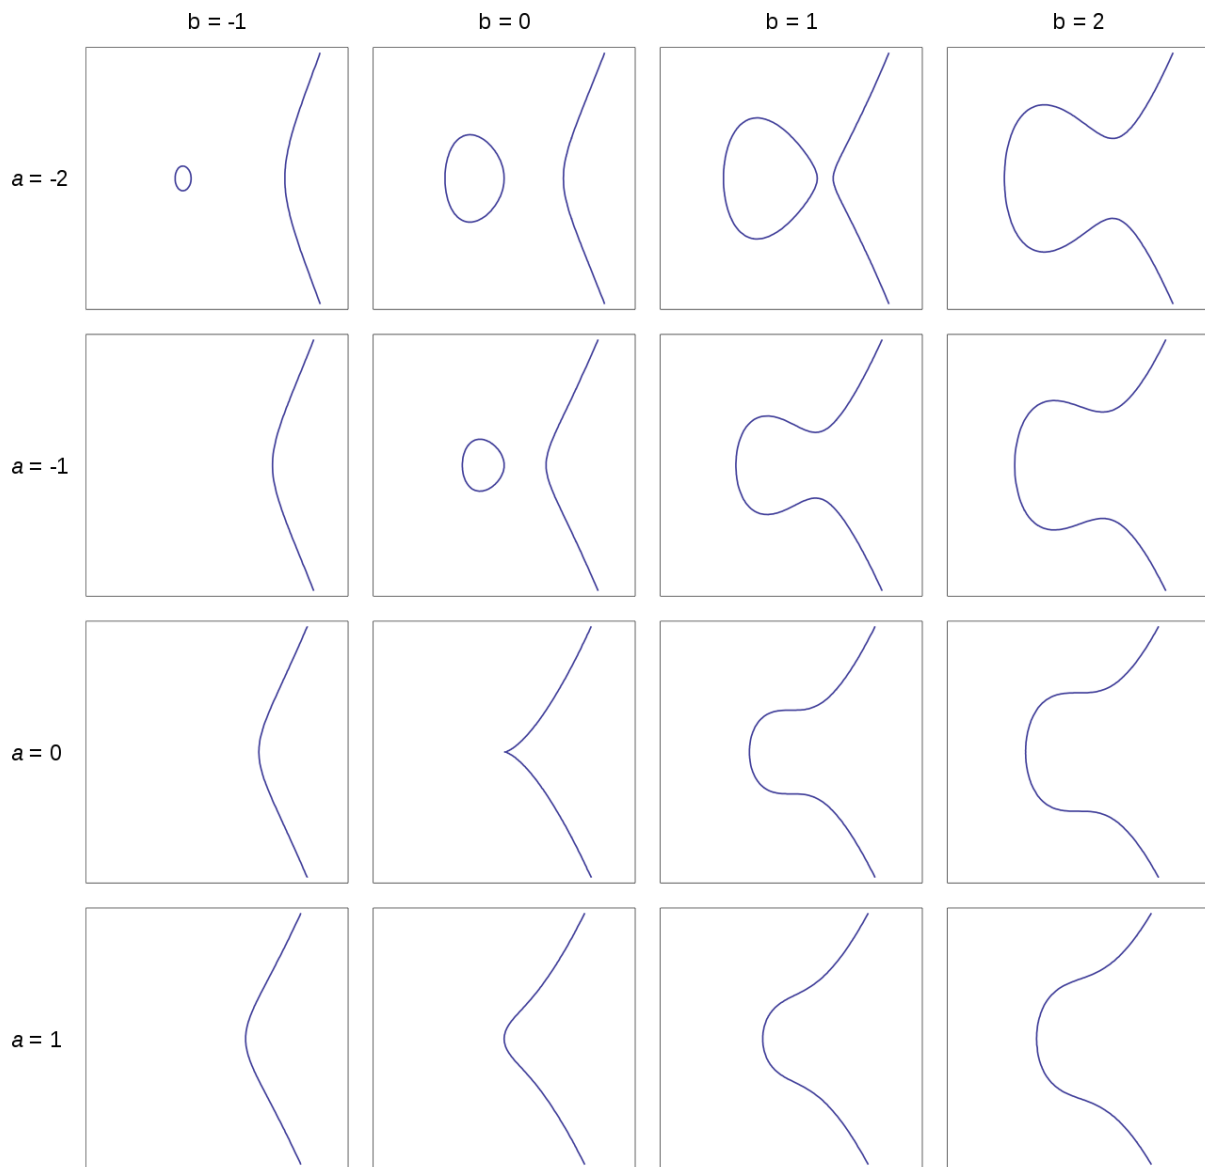 b = -1 b = 0 b = 1 b = 2
a = -2
a = -1
a = 0
a = 1